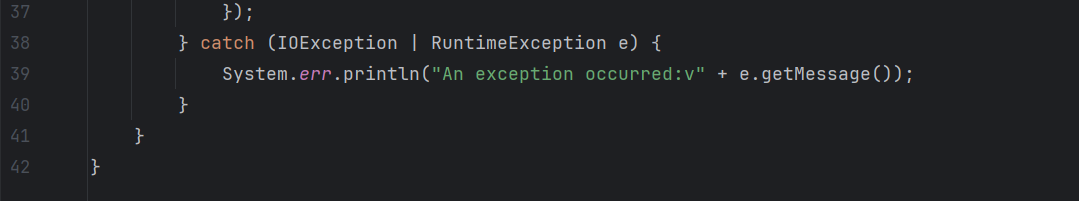 37 });
38 } catch (IOException | RuntimeException e) {
39 System.err.println("An exception occurred:v" + e.getMessage());
40 }
41 }
42 }